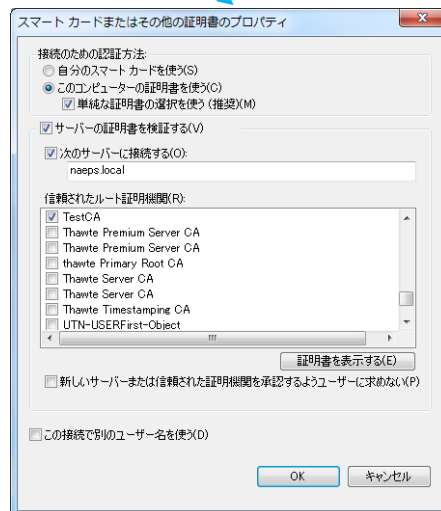 スマート カードまたはその他の証明書のプロパティ
接続のための認証方法:
自分のスマート カードを使う(S)
このコンピューターの証明書を使う(C)
単純な証明書の選択を使う (推奨)(M)
サーバーの証明書を検証する(V)
次のサーバーに接続する(O):
naeps.local
信頼されたルート証明機関(R):
TestCA
Thawte Premium Server CA
Thawte Premium Server CA
thawte Primary Root CA
Thawte Server CA
Thawte Server CA
Thawte Timestamping CA
UTN-USERFirst-Object
証明書を表示する(E)
新しいサーバーまたは信頼された証明機関を承認するようユーザーに求めない(P)
この接続で別のユーザー名を使う(D)
OK
キャンセル